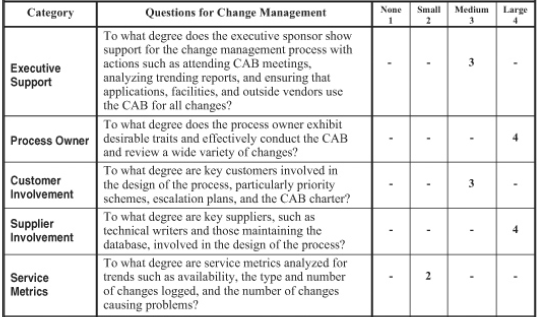 Category Questions for Change Management None Small Medium Large
1 2 3 4
Executive Support
To what degree does the executive sponsor show
support for the change management process with
actions such as attending CAB meetings,
analyzing trending reports, and ensuring that
applications, facilities, and outside vendors use
the CAB for all changes?
- - 3 -
Process Owner
To what degree does the process owner exhibit
desirable traits and effectively conduct the CAB
and review a wide variety of changes?
- - - 4
Customer
Involvement
To what degree are key customers involved in
the design of the process, particularly priority
schemes, escalation plans, and the CAB charter?
- - 3 -
Supplier
Involvement
To what degree are key suppliers, such as
technical writers and those maintaining the
database, involved in the design of the process?
- - - 4
Service
Metrics
To what degree are service metrics analyzed for
trends such as availability, the type and number
of changes logged, and the number of changes
causing problems?
- 2 - -